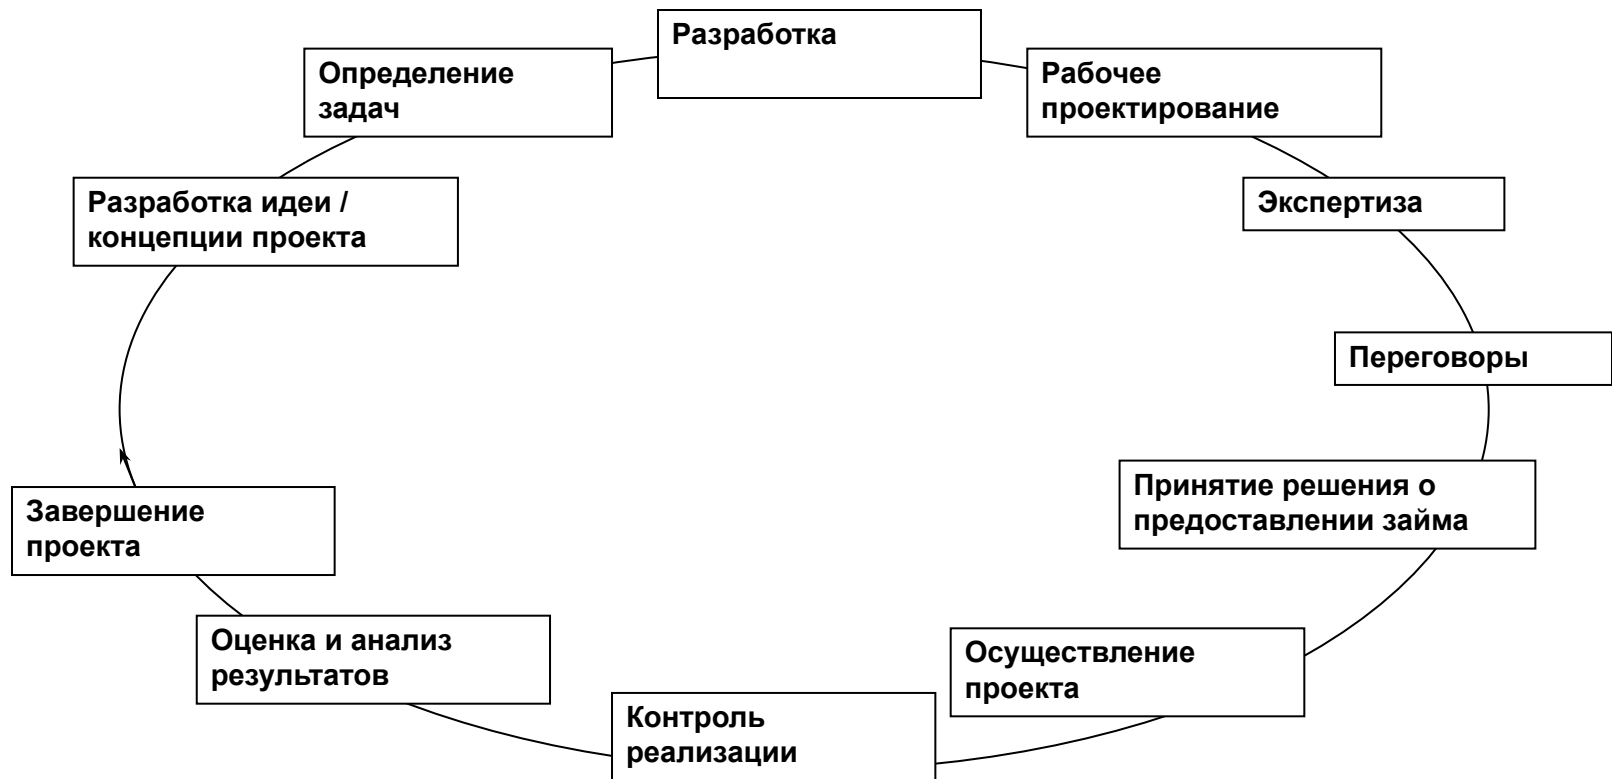 Разработка
Определение
задач
Рабочее
проектирование
Разработка идеи /
концепции проекта
Экспертиза
Переговоры
Принятие решения о
предоставлении займа
Завершение
проекта
Оценка и анализ
результатов
Осуществление
проекта
Контроль
реализации